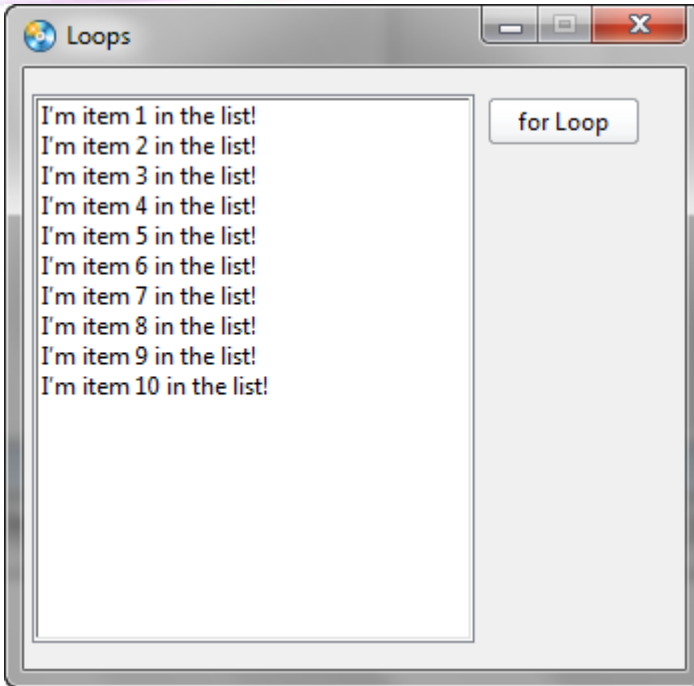 Loops
I'm item 1 in the list!
for Loop
I'm item 2 in the list!
I'm item 3 in the list!
I'm item 4 in the list!
I'm item 5 in the list!
I'm item 6 in the list!
I'm item 7 in the list!
I'm item 8 in the list!
I'm item 9 in the list!
I'm item 10 in the list!